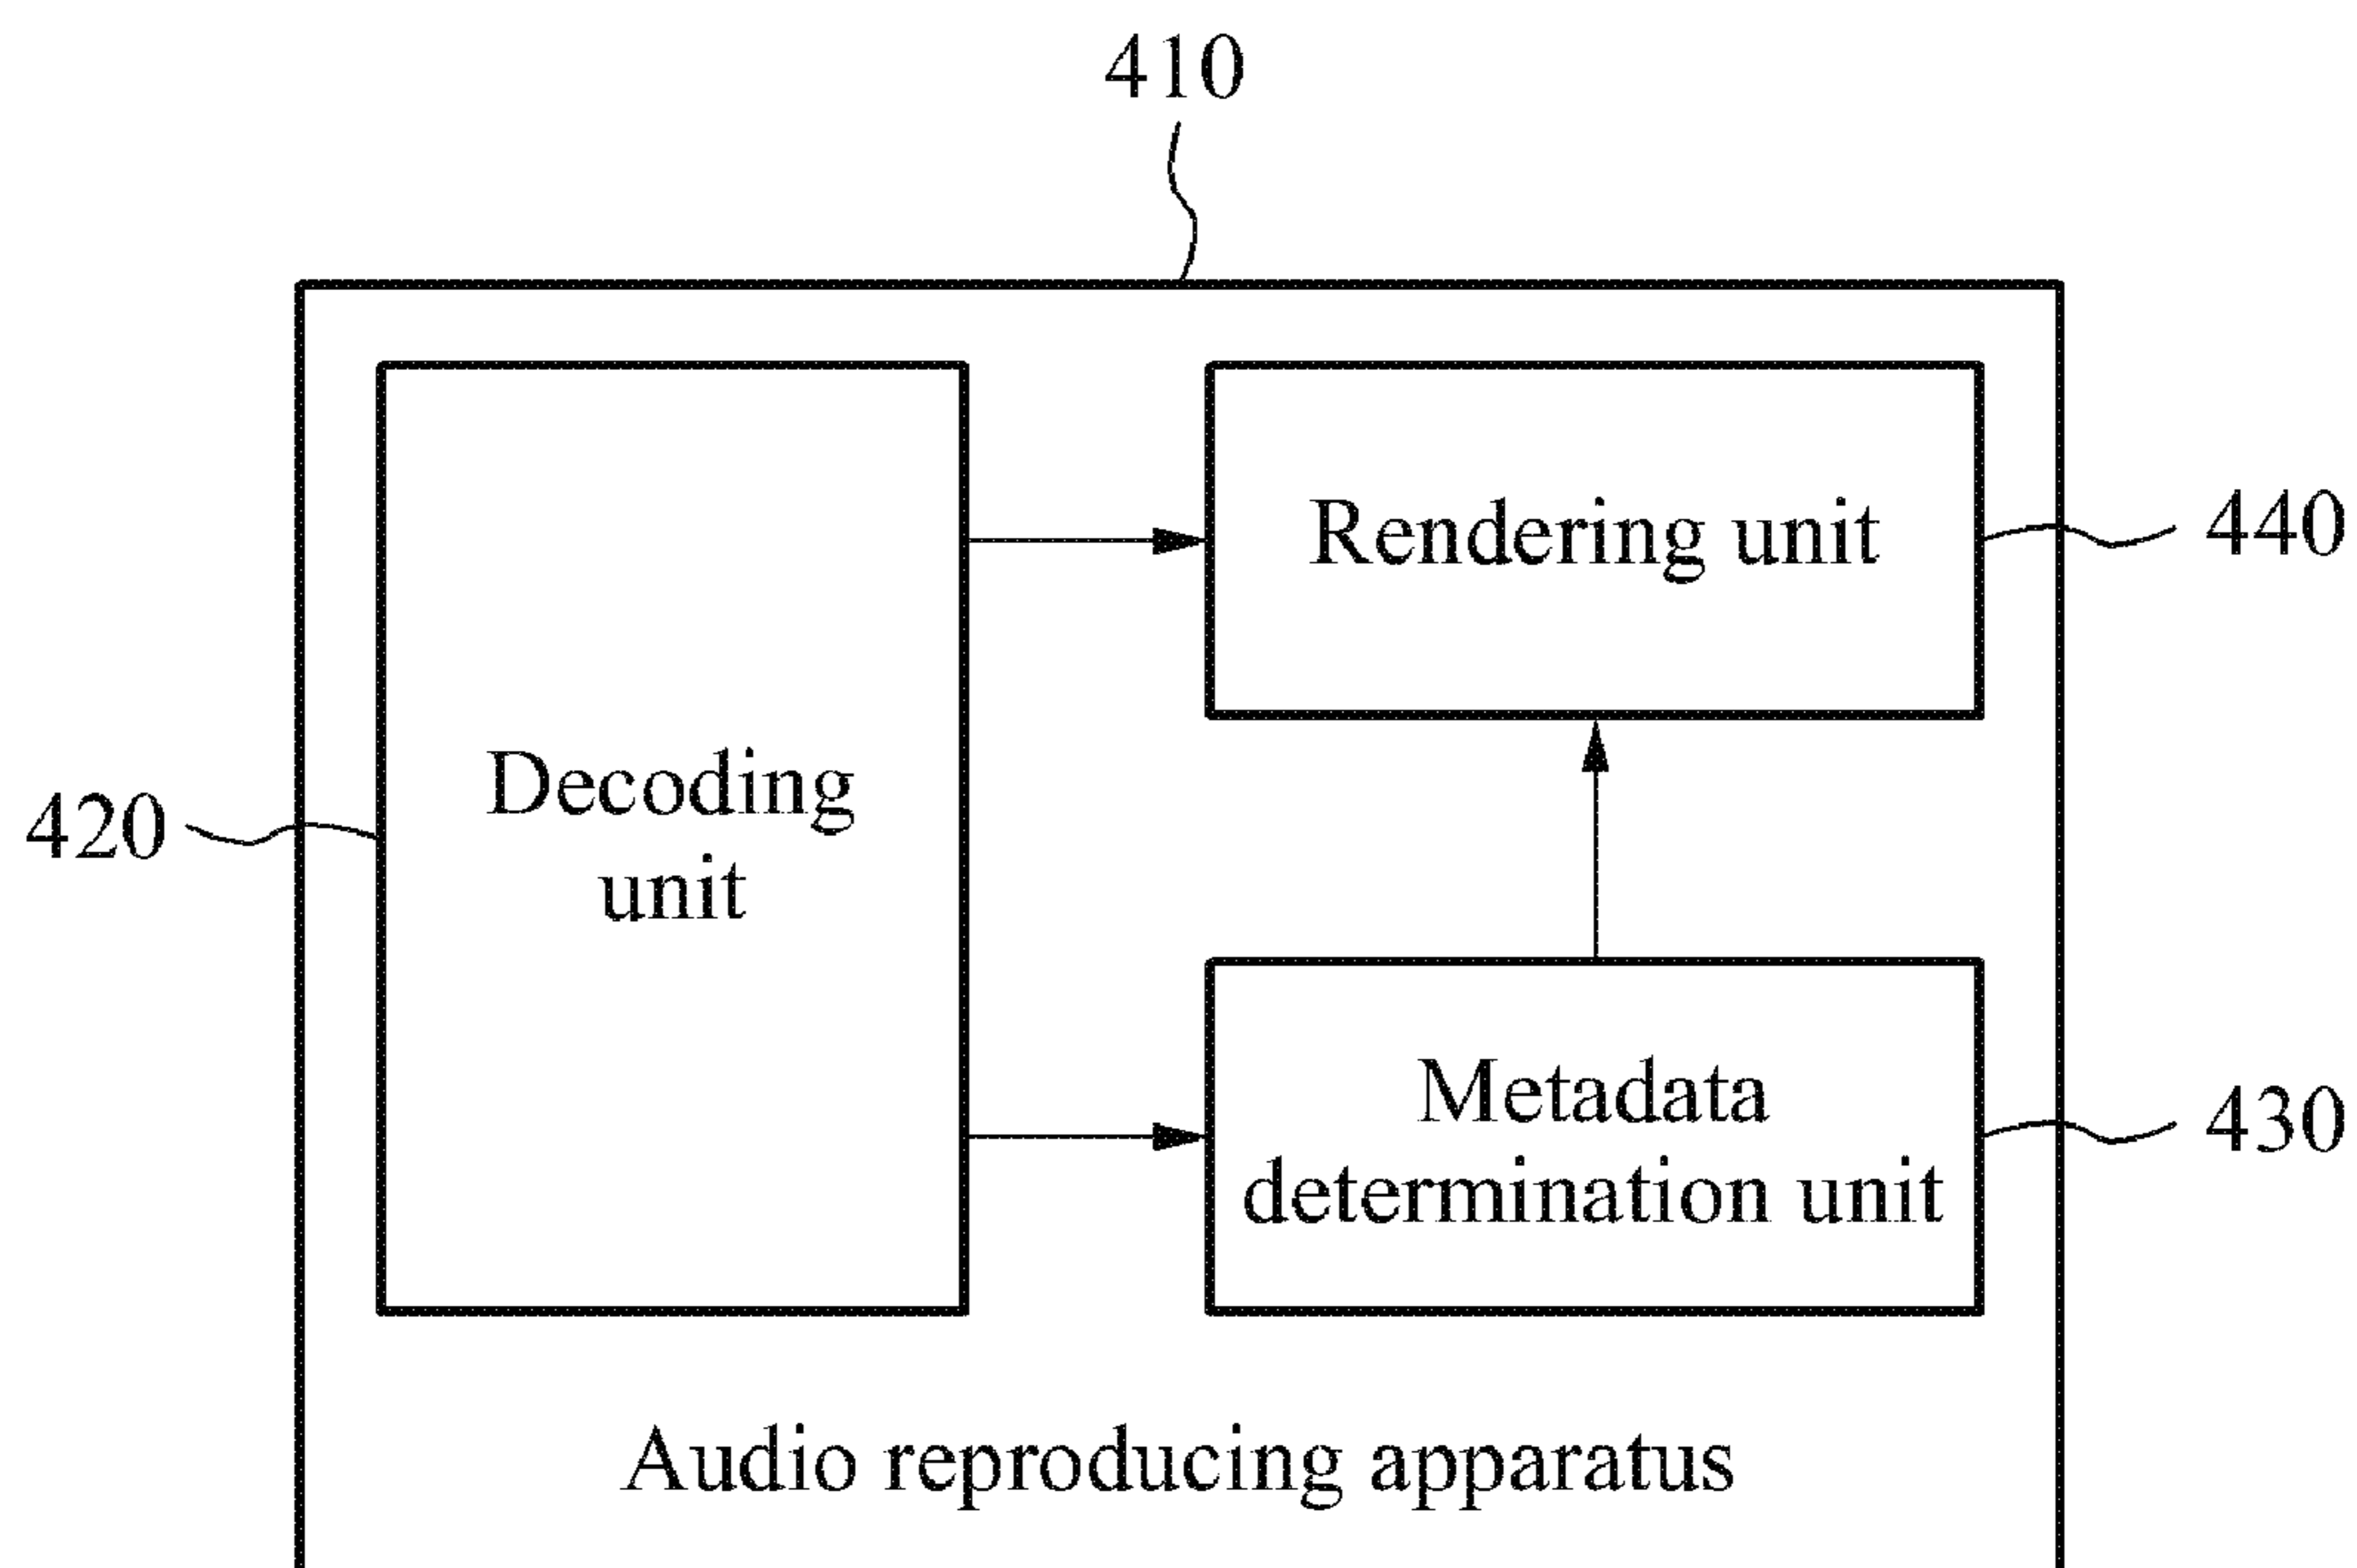 410
Rendering unit
440
Decoding
unit
420
Metadata
determination unit
430
Audio reproducing apparatus